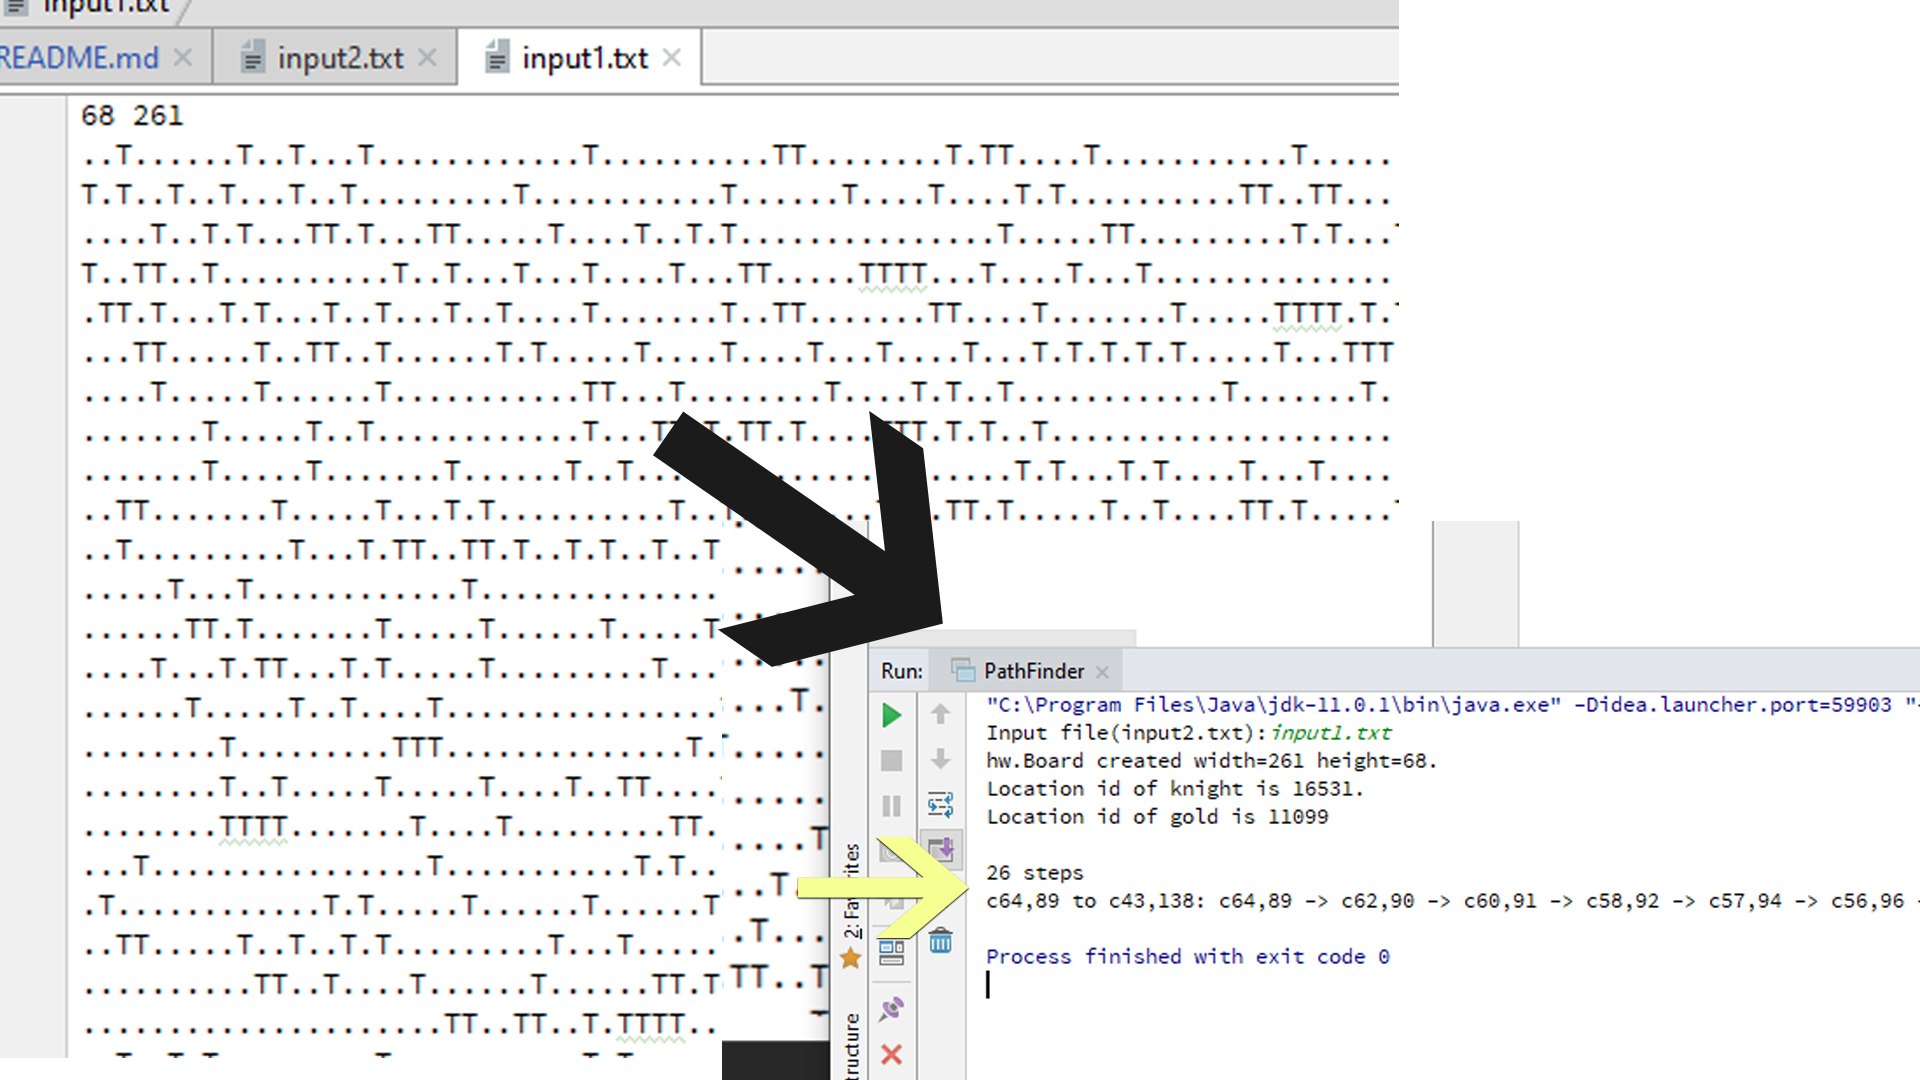 input1.txt
README.md
input2.txt
input1.txt
68 261
..T......T..T...T............T..........TT........T.TT....T...........T.....
T.T..T..T...T..T.........T...........T......T....T....T.T..........TT..TT...
....T..T.T...TT.T...TT.....T....T..T.T...............T.....TT.........T.T...
T..TT..T..........T..T...T...T....T...TT.....TTTT...T....T...T..............
.TT.T...T.T...T..T...T..T....T.......T..TT.......TT....T.......T.....TTTT.T.
...TT.....T..TT..T......T.T.....T....T....T...T....T...T.T.T.T.T.....T...TTT
....T.....T......T...........TT...T........T....T.T..T............T.......T.
.......T.....T..T............T...T .TT.T.... TT.T.T..T....................
.......T.....T.......T......T..T. .....T.T...T.T....T...T....
..TT.......T.....T...T.T..........T.. .TT.T.....T..T....TT.T.....
..T.........T...T.TT..TT.T..T.T..T..T
.....T...T............T..............
......TT.T.......T.....T......T.....T
....T...T.TT...T.T.....T.........T...
......T.....T..T....T................
........T.........TTT..............T.
........T..T.....T.....T....T..TT....
........TTTT.......T....T.........TT.
...T................T...........T.T..
.T.......T....T.......T....T..T.....T
..TT....T..T.T.T.........T...T.......
..........TT..T....T.......T.....TT.T
.....................TT..TT..T.TTTT..
Run:
PathFinder
"C:\Program Files\Java\jdk-11.0.1\bin\java.exe" -Didea.launcher.port=59903 "-
Input file(input2.txt):input1.txt
hw.Board created width=261 height=68.
Location id of knight is 16531.
Location id of gold is 11099
26 steps
c64,89 to c43,138: c64,89 -> c62,90 -> c60,91 -> c58,92 -> c57,94 -> c56,96
Process finished with exit code 0
2: Favorites
ructure